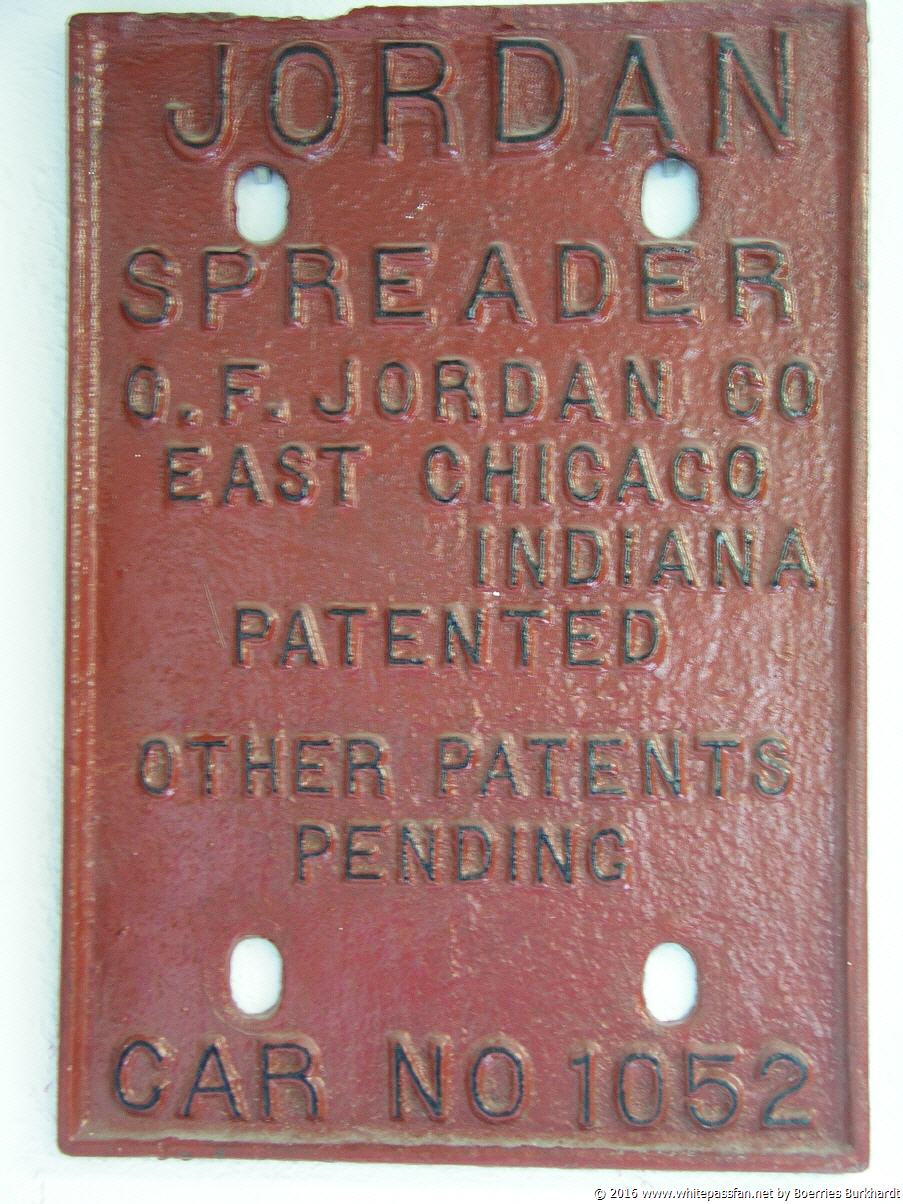 JORDAN
SPREADER
O.F. JORDAN CO
EAST CHICAGO
INDIANA
PATENTED
OTHER PATENTS
PENDING
CAR NO 1052
© 2016 www.whitepassfan.net by Boerries Burkhardt